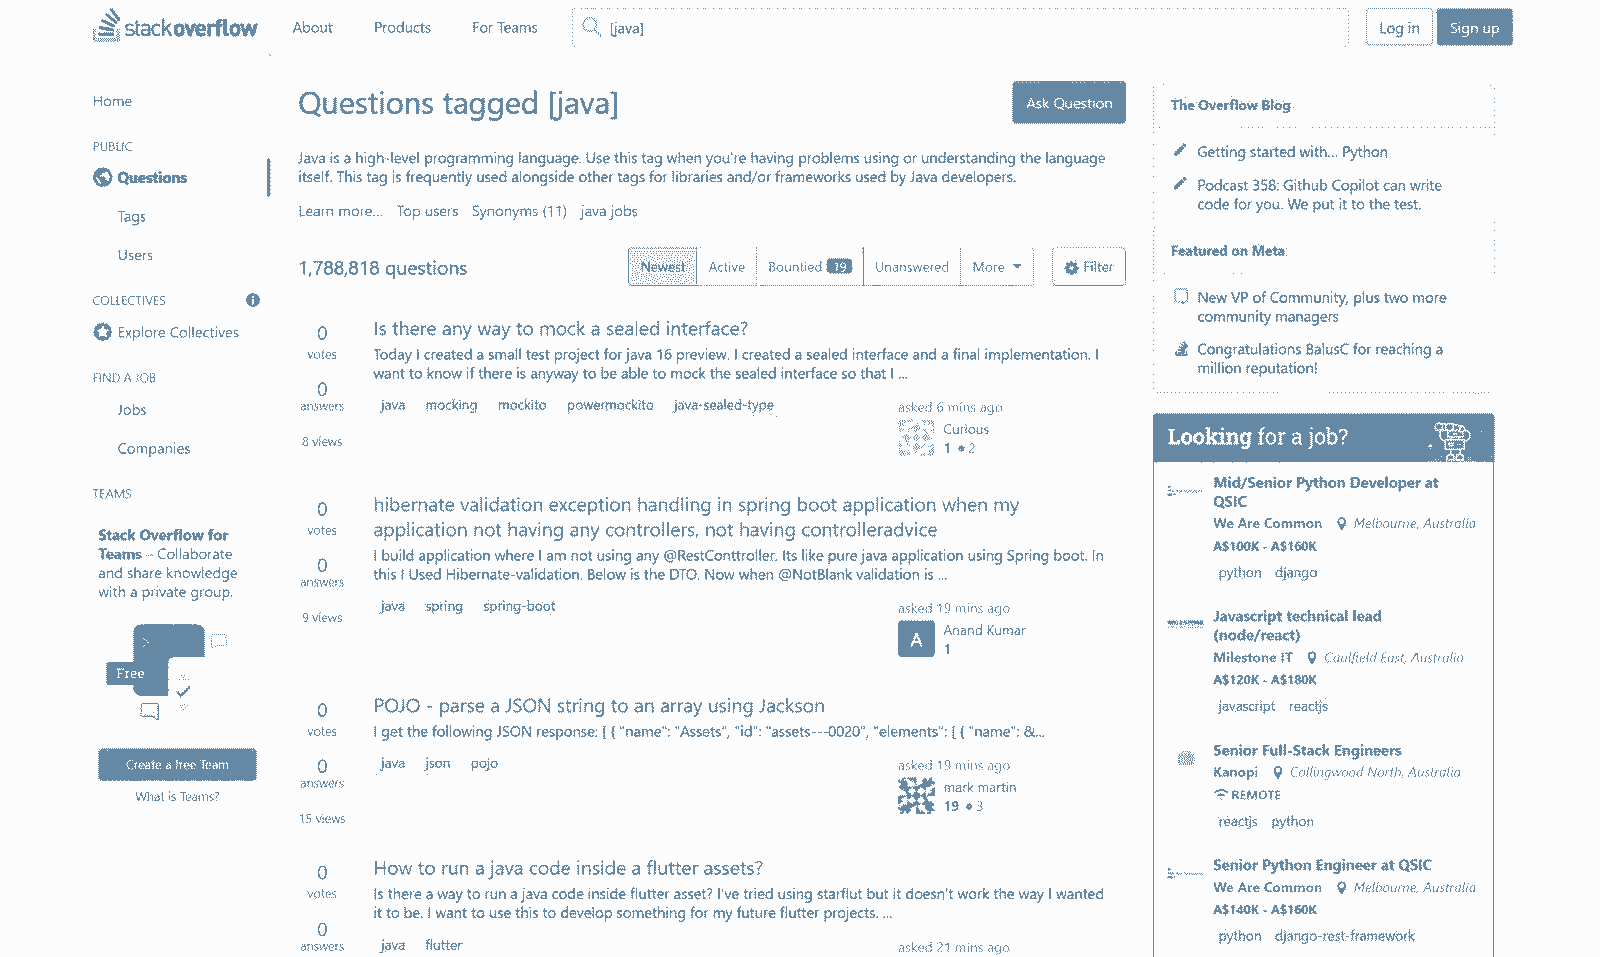 stackoverflow
About Products For Teams
[java]
Log in Sign up
Home
PUBLIC
Questions
Tags
Users
COLLECTIVES
Explore Collectives
FIND A JOB
Jobs
Companies
TEAMS
Stack Overflow for
Teams – Collaborate
and share knowledge
with a private group.
Free
Create a free Team
What is Teams?
Questions tagged [java]
Ask Question
Java is a high-level programming language. Use this tag when you're having problems using or understanding the language
itself. This tag is frequently used alongside other tags for libraries and/or frameworks used by Java developers.
Learn more... Top users Synonyms (11) java jobs
1,788,818 questions
Newest Active Bountied 19 Unanswered More Filter
0
votes
0
answers
8 views
Is there any way to mock a sealed interface?
Today I created a small test project for java 16 preview. I created a sealed interface and a final implementation. I
want to know if there is anyway to be able to mock the sealed interface so that I ...
java mocking mockito powermockito java-sealed-type
asked 6 mins ago
Curious
1 2
0
votes
0
answers
9 views
hibernate validation exception handling in spring boot application when my
application not having any controllers, not having controlleradvice
I build application where I am not using any @RestConttroller. Its like pure java application using Spring boot. In
this I Used Hibernate-validation. Below is the DTO. Now when @NotBlank validation is ...
java spring spring-boot
asked 19 mins ago
A
Anand Kumar
1
0
votes
0
answers
15 views
POJO - parse a JSON string to an array using Jackson
I get the following JSON response: [ { "name": "Assets", "id": "assets---0020", "elements": [ { "name": &...
java json pojo
asked 19 mins ago
mark martin
19 3
0
votes
0
answers
How to run a java code inside a flutter assets?
Is there a way to run a java code inside flutter asset? I've tried using starflut but it doesn't work the way I wanted
it to be. I want to use this to develop something for my future flutter projects. ...
java flutter
asked 21 mins ago
The Overflow Blog
Getting started with... Python
Podcast 358: Github Copilot can write
code for you. We put it to the test.
Featured on Meta
New VP of Community, plus two more
community managers
Congratulations BalusC for reaching a
million reputation!
Looking for a job?
Mid/Senior Python Developer at
QSIC
We Are Common Melbourne, Australia
A$100K - A$160K
python django
Javascript technical lead
(node/react)
Milestone IT Caulfield East, Australia
A$120K - A$180K
javascript reactjs
Senior Full-Stack Engineers
Kanopi Collingwood North, Australia
REMOTE
reactjs python
Senior Python Engineer at QSIC
We Are Common Melbourne, Australia
A$140K - A$160K
python django-rest-framework